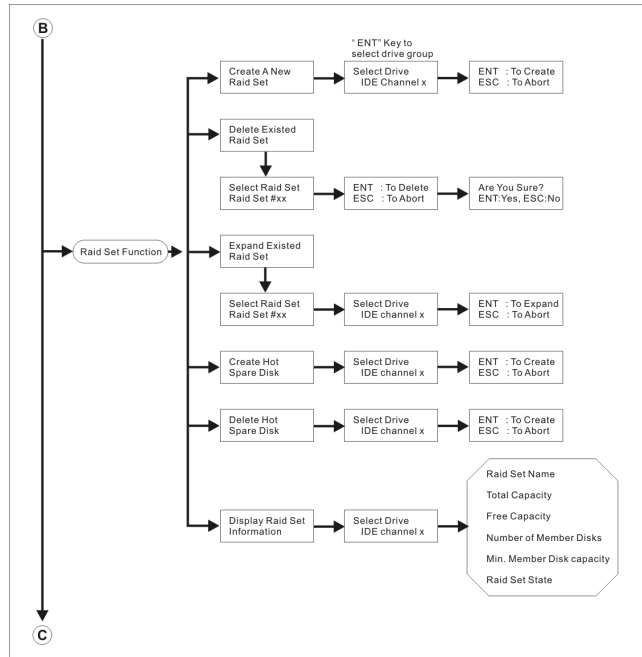 B
" ENT" Key to
select drive group
Create A New
Raid Set
Select Drive
IDE Channel x
ENT : To Create
ESC : To Abort
Delete Existed
Raid Set
Select Raid Set
Raid Set #xx
ENT : To Delete
ESC : To Abort
Are You Sure?
ENT:Yes, ESC:No
Raid Set Function
Expand Existed
Raid Set
Select Raid Set
Raid Set #xx
Select Drive
IDE channel x
ENT : To Expand
ESC : To Abort
Create Hot
Spare Disk
Select Drive
IDE channel x
ENT : To Create
ESC : To Abort
Delete Hot
Spare Disk
Select Drive
IDE channel x
ENT : To Create
ESC : To Abort
Display Raid Set
Information
Select Drive
IDE channel x
Raid Set Name
Total Capacity
Free Capacity
Number of Member Disks
Min. Member Disk capacity
Raid Set State
C